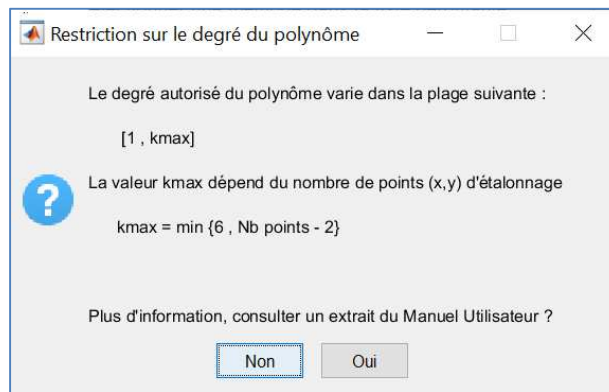 Restriction sur le degré du polynôme
Le degré autorisé du polynôme varie dans la plage suivante :
[1 , kmax]
La valeur kmax dépend du nombre de points (x,y) d'étalonnage
kmax = min {6 , Nb points - 2}
Plus d'information, consulter un extrait du Manuel Utilisateur ?
Non Oui